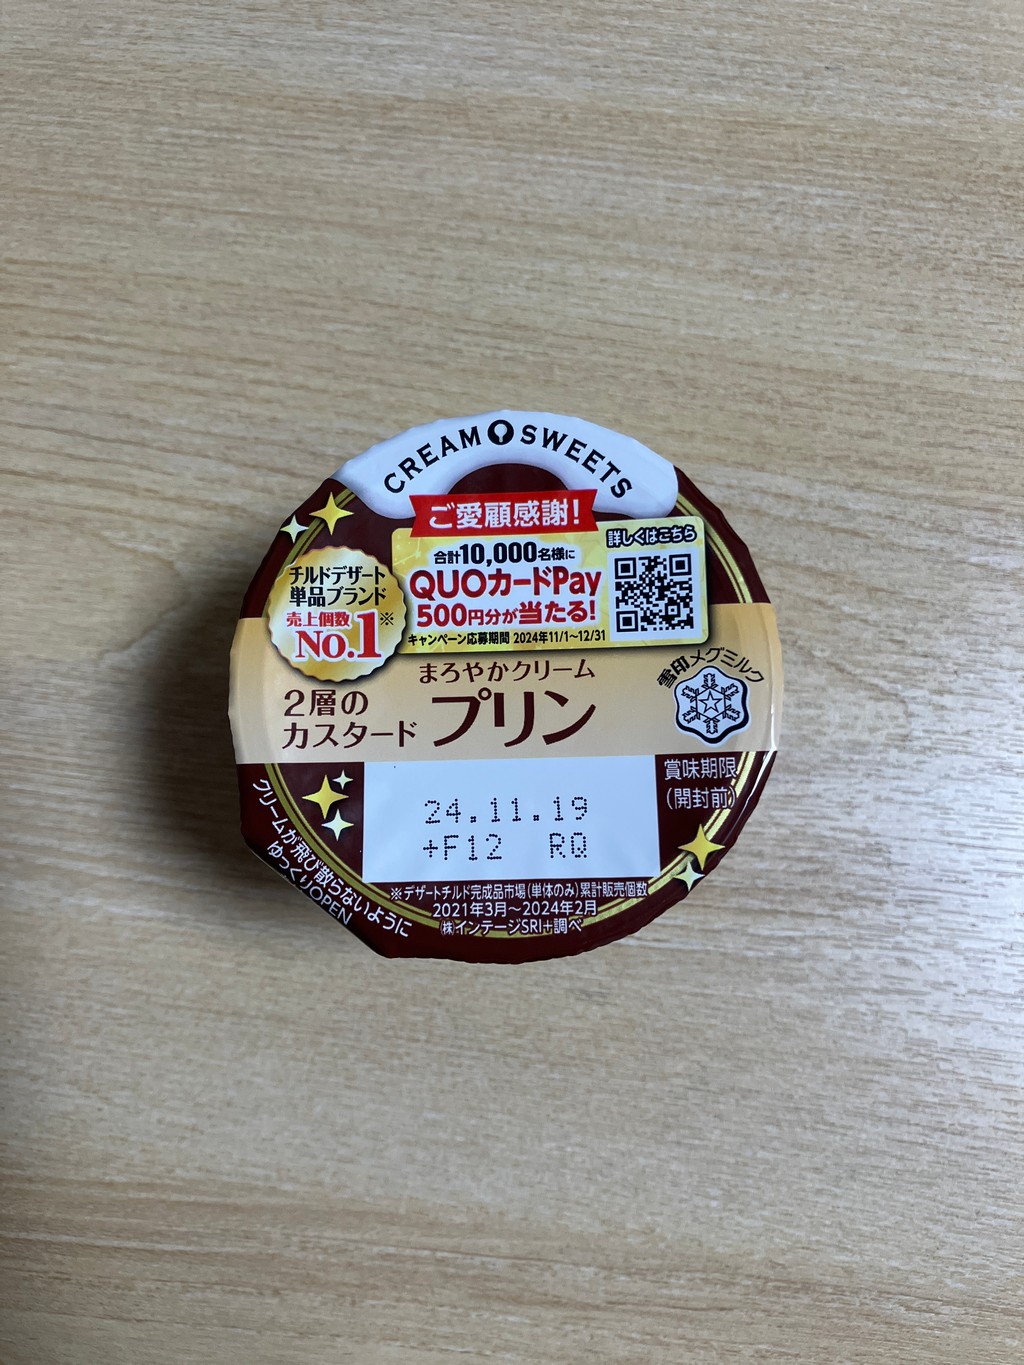 CREAM SWEETS
ご愛顧感謝!
合計10,000名様に
QUOカードPay
500円分が当たる!
キャンペーン応募期間 2024年11/1~12/31
詳しくはこちら
チルドデザート
単品ブランド
売上個数※
No.1
まろやかクリーム
2層の
カスタード
プリン
雪印メグミルク
賞味期限
(開封前)
24.11.19
+F12 RQ
クリームが飛び散らないように
ゆっくりOPEN
※デザートチルド完成品市場(単体のみ)累計販売個数
2021年3月~2024年2月
㈱インテージSRI+調べ